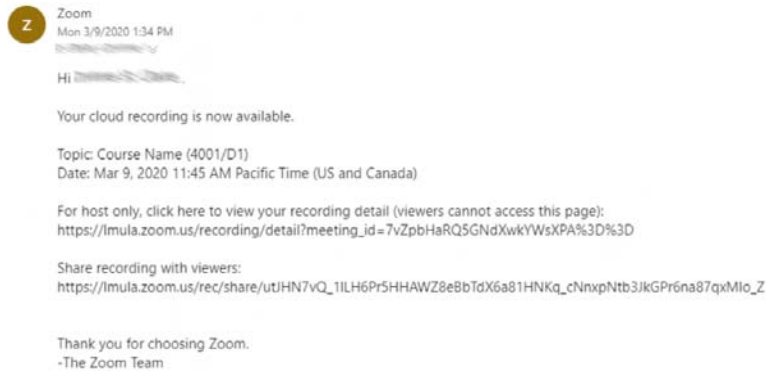 Z
Zoom
Mon 3/9/2020 1:34 PM
Hi
Your cloud recording is now available.
Topic: Course Name (4001/D1)
Date: Mar 9, 2020 11:45 AM Pacific Time (US and Canada)
For host only, click here to view your recording detail (viewers cannot access this page):
https://lmula.zoom.us/recording/detail?meeting_id=7vZpbHaRQ5GNdXwkYWsXPA%3D%3D
Share recording with viewers:
https://lmula.zoom.us/rec/share/utJHN7vQ_1ILH6Pr5HHAWZ8eBbTdX6a81HNKq_cNnxpNtb3JkGPr6na87qxMIo_Z
Thank you for choosing Zoom.
-The Zoom Team